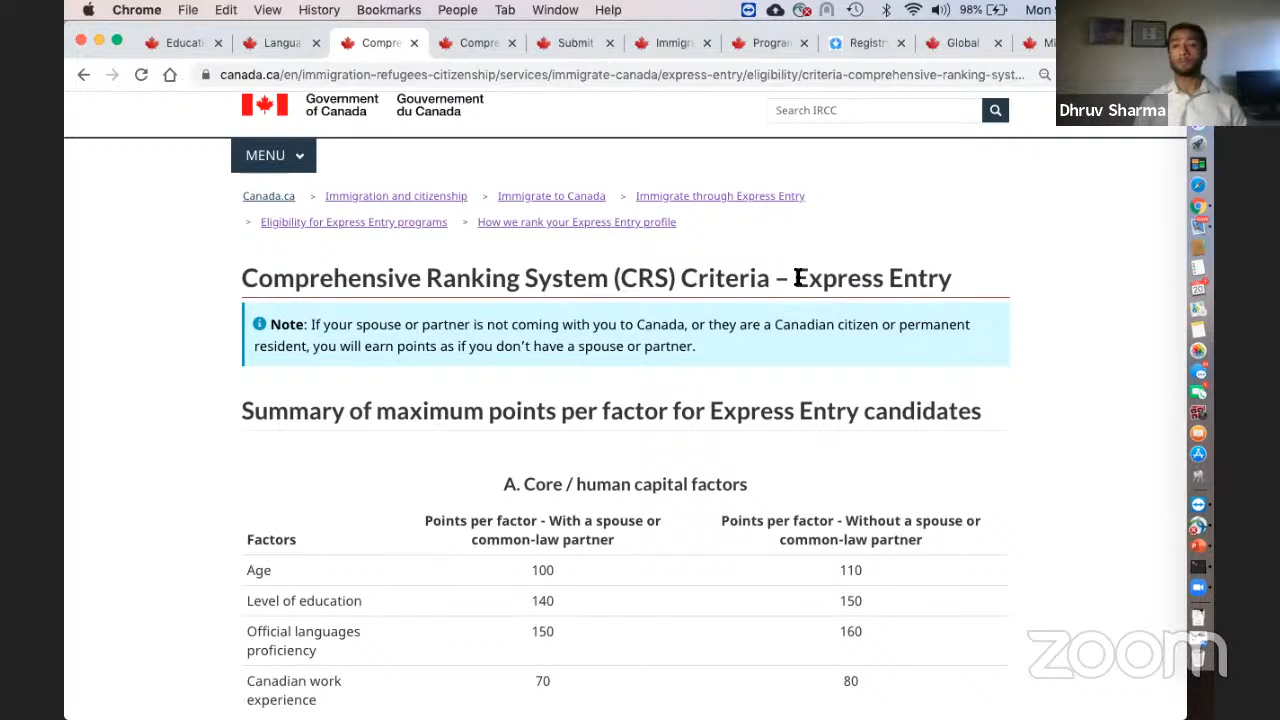 Chrome File Edit View History Bookmarks People Tab Window Help 98% Mon 9
Educati Langua Compre Compre Submit Immigr Program Registr Global Mi
canada.ca/en/immigration-refugees-citizenship/services/immigrate-canada/express-entry/eligibility/criteria-comprehensive-ranking-syst...
Dhruv Sharma
Government of Canada
Gouvernement du Canada
Search IRCC
MENU
Canada.ca > Immigration and citizenship > Immigrate to Canada > Immigrate through Express Entry
> Eligibility for Express Entry programs > How we rank your Express Entry profile
Comprehensive Ranking System (CRS) Criteria – Express Entry
Note: If your spouse or partner is not coming with you to Canada, or they are a Canadian citizen or permanent
resident, you will earn points as if you don't have a spouse or partner.
Summary of maximum points per factor for Express Entry candidates
A. Core / human capital factors
Factors
Points per factor - With a spouse or common-law partner
Points per factor - Without a spouse or common-law partner
Age 100 110
Level of education 140 150
Official languages proficiency 150 160
Canadian work experience 70 80
zoom